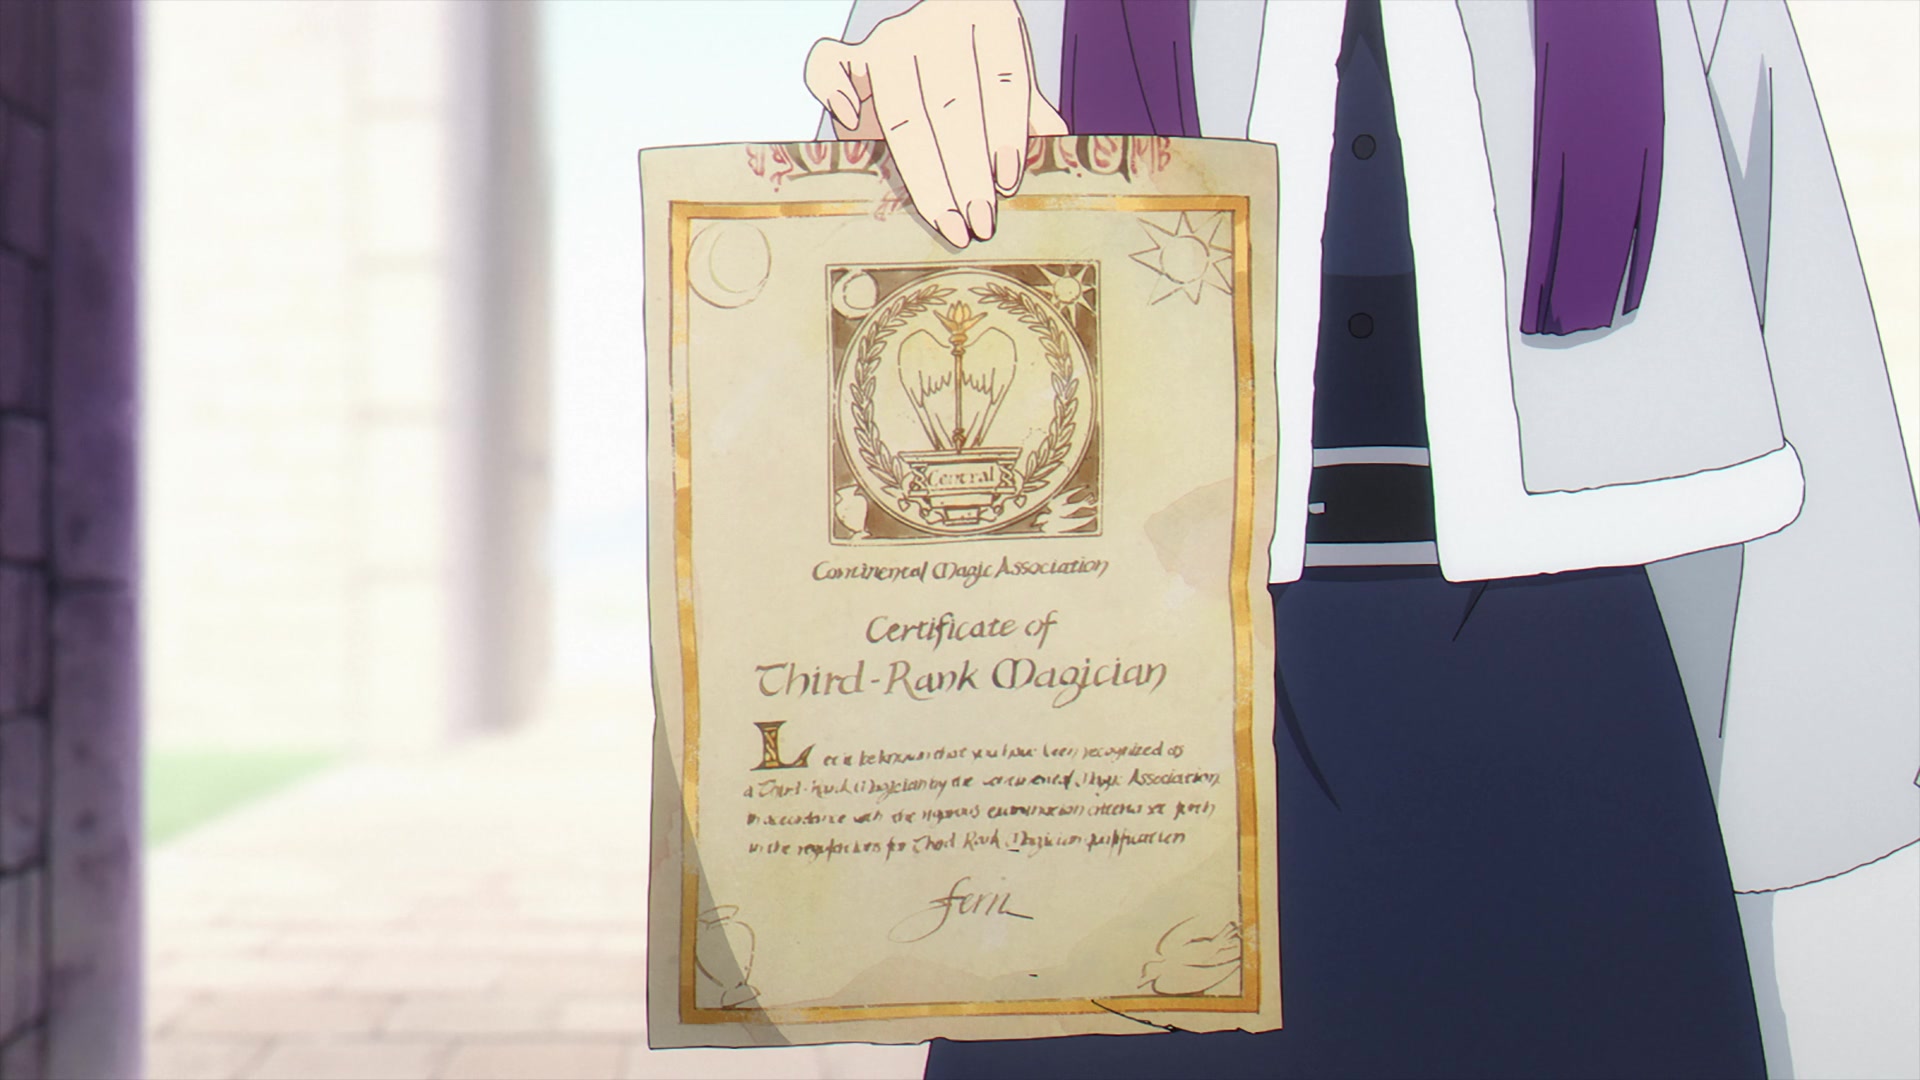 Central
Continental Magic Association
Certificate of
Third-Rank Magician
Let it be known that you have been recognized as
a Third-Rank Magician by the Continental Magic Association
in accordance with the rigorous examination criteria set forth
in the regulations for Third Rank Magician qualification
Fern